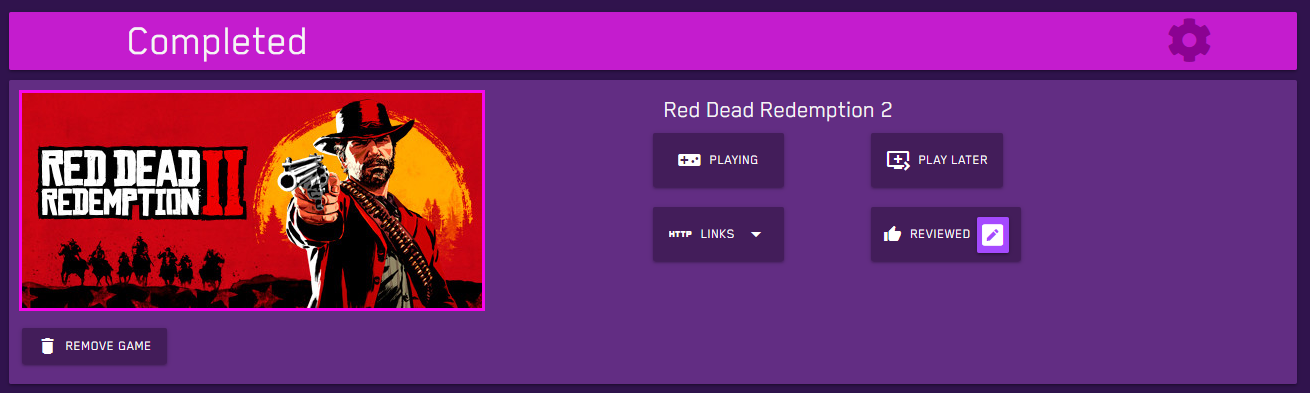 Completed
RED DEAD
REDEMPTION II
Red Dead Redemption 2
PLAYING
PLAY LATER
HTTP LINKS
REVIEWED
REMOVE GAME